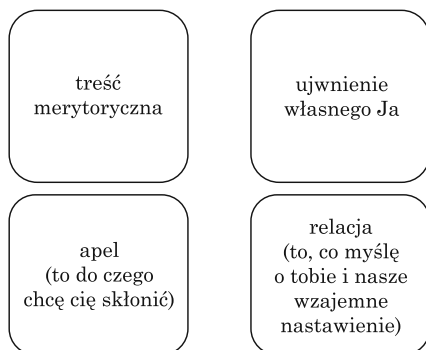 treść
merytoryczna
ujwnienie
własnego Ja
apel
(to do czego
chcę cię skłonić)
relacja
(to, co myślę
o tobie i nasze
wzajemne
nastawienie)